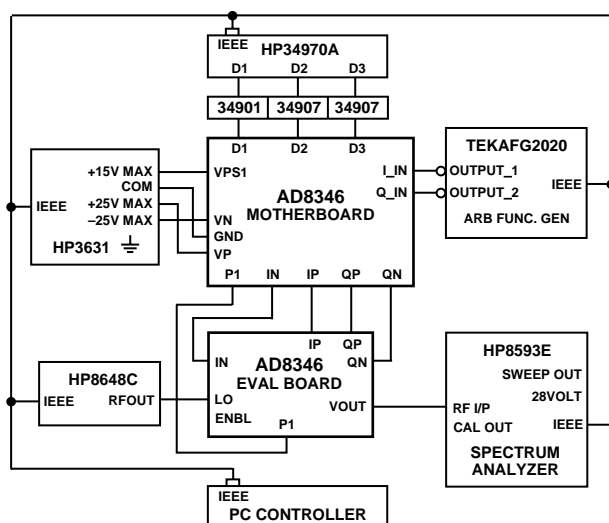 IEEE
HP34970A
D1 D2 D3
34901 34907 34907
D1 D2 D3
+15V MAX
COM
+25V MAX
–25V MAX
IEEE
HP3631
VPS1
VN
GND
VP
I_IN
Q_IN
AD8346
MOTHERBOARD
P1 IN IP QP QN
TEKAFG2020
OUTPUT_1
OUTPUT_2
IEEE
ARB FUNC. GEN
HP8648C
IEEE RFOUT
IP QP
IN QN
AD8346
EVAL BOARD
LO
ENBL
VOUT
P1
HP8593E
SWEEP OUT
28VOLT
RF I/P
IEEE
CAL OUT
SPECTRUM
ANALYZER
IEEE
PC CONTROLLER